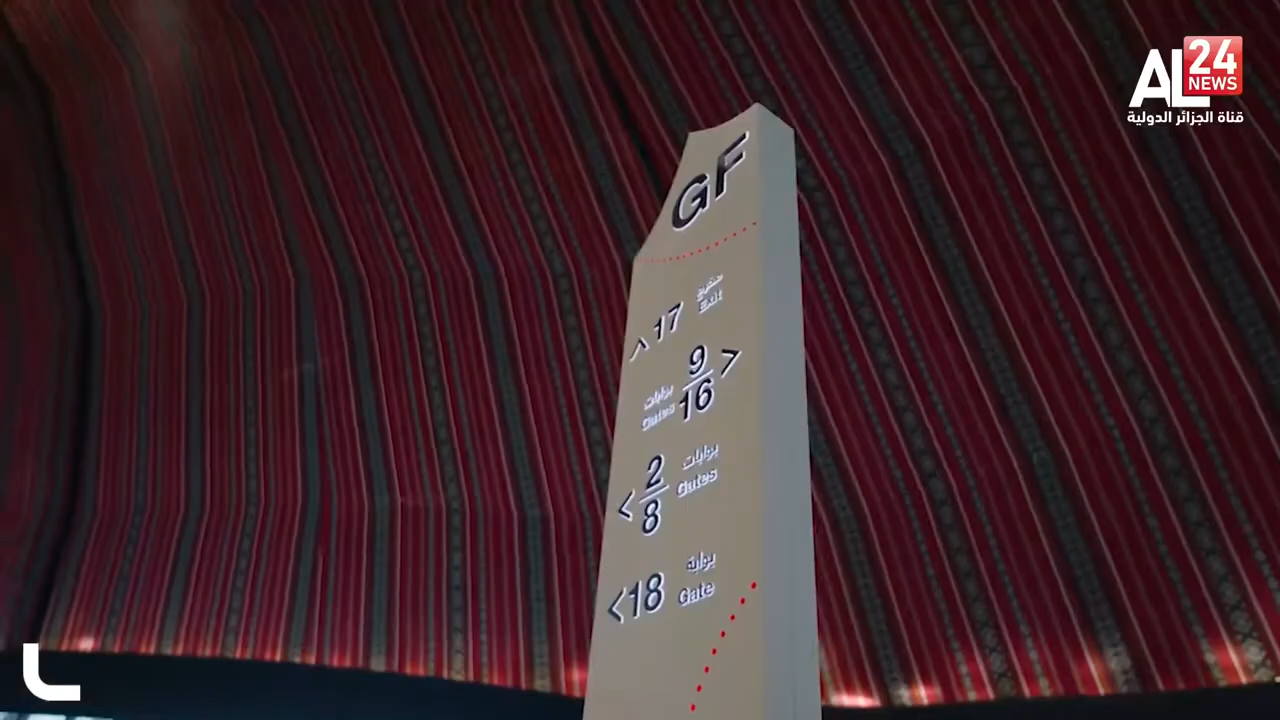 AL
24
NEWS
قناة الجزائر الدولية
GF
مخرج
^ 17 Exit
9
16 >
بوابات
Gates
2
8
<
بوابات
Gates
بوابة
<18 Gate